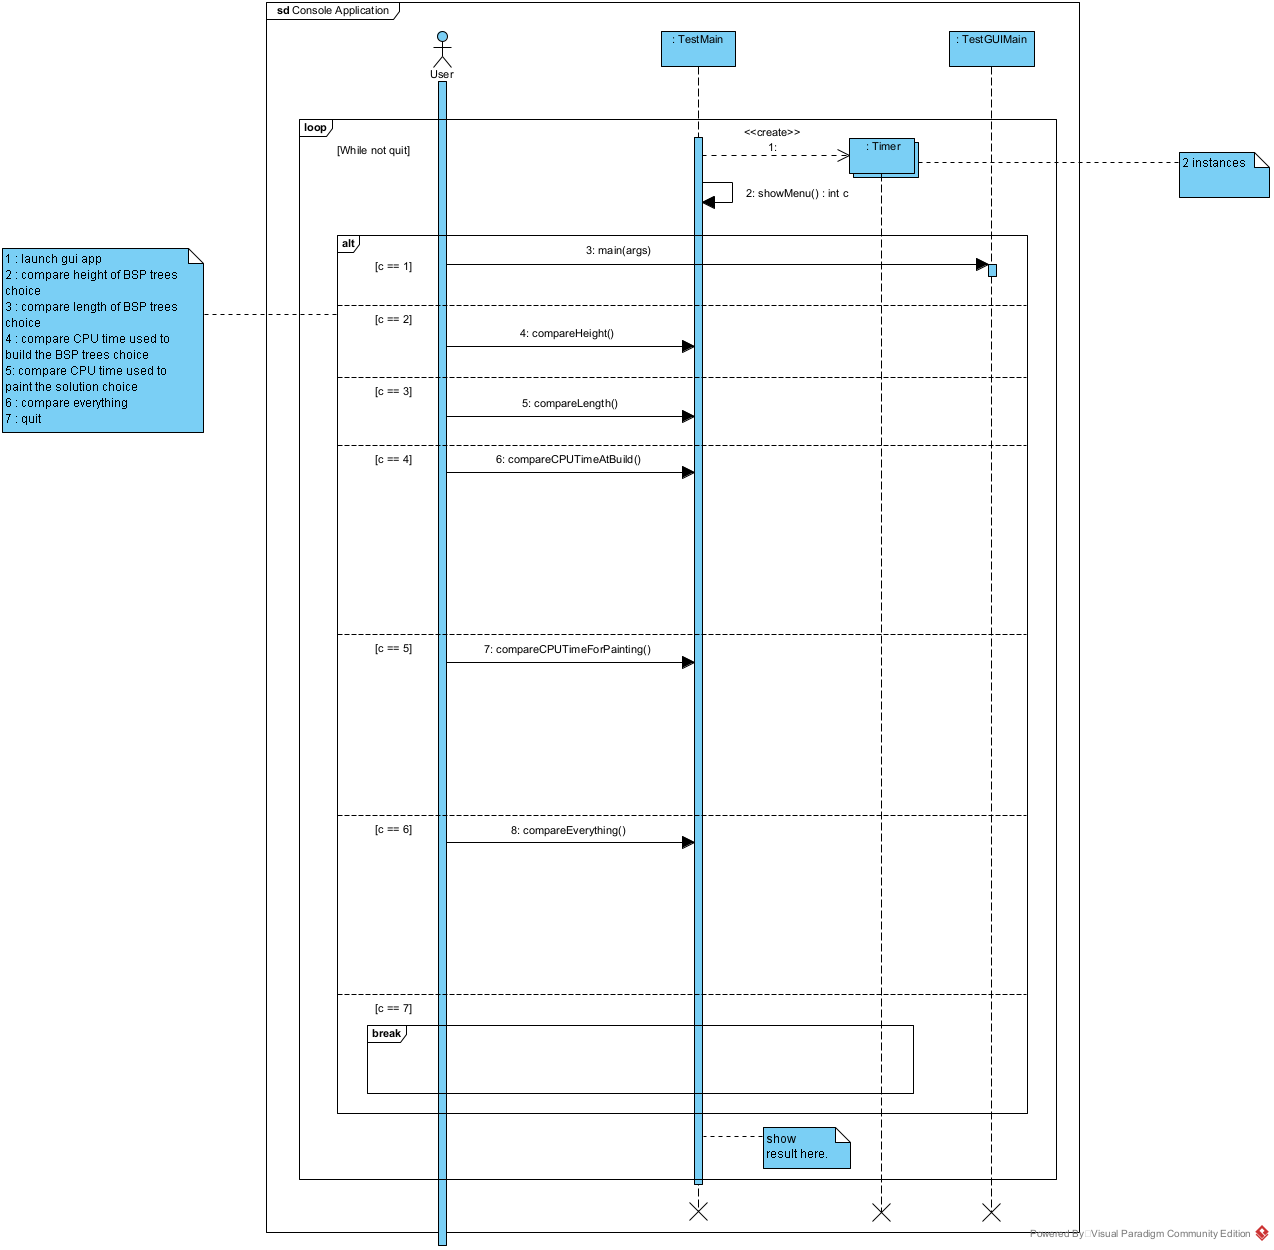 sd Console Application
User
: TestMain
: TestGUIMain
loop
[While not quit]
<<create>>
1:
: Timer
2 instances
2: showMenu() : int c
alt
3: main(args)
[c == 1]
1 : launch gui app
2 : compare height of BSP trees
choice
3 : compare length of BSP trees
choice
4 : compare CPU time used to
build the BSP trees choice
5: compare CPU time used to
paint the solution choice
6 : compare everything
7 : quit
[c == 2]
4: compareHeight()
[c == 3]
5: compareLength()
[c == 4]
6: compareCPUTimeAtBuild()
[c == 5]
7: compareCPUTimeForPainting()
[c == 6]
8: compareEverything()
[c == 7]
break
show
result here.
Powered By Visual Paradigm Community Edition